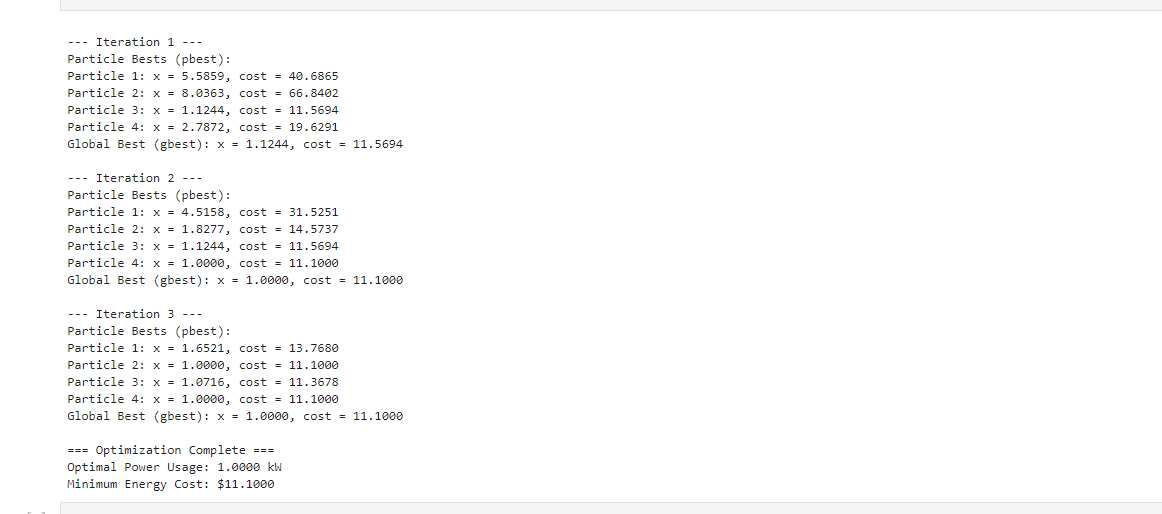 --- Iteration 1 ---
Particle Bests (pbest):
Particle 1: x = 5.5859, cost = 40.6865
Particle 2: x = 8.0363, cost = 66.8402
Particle 3: x = 1.1244, cost = 11.5694
Particle 4: x = 2.7872, cost = 19.6291
Global Best (gbest): x = 1.1244, cost = 11.5694
--- Iteration 2 ---
Particle Bests (pbest):
Particle 1: x = 4.5158, cost = 31.5251
Particle 2: x = 1.8277, cost = 14.5737
Particle 3: x = 1.1244, cost = 11.5694
Particle 4: x = 1.0000, cost = 11.1000
Global Best (gbest): x = 1.0000, cost = 11.1000
--- Iteration 3 ---
Particle Bests (pbest):
Particle 1: x = 1.6521, cost = 13.7680
Particle 2: x = 1.0000, cost = 11.1000
Particle 3: x = 1.0716, cost = 11.3678
Particle 4: x = 1.0000, cost = 11.1000
Global Best (gbest): x = 1.0000, cost = 11.1000
=== Optimization Complete ===
Optimal Power Usage: 1.0000 kW
Minimum Energy Cost: $11.1000